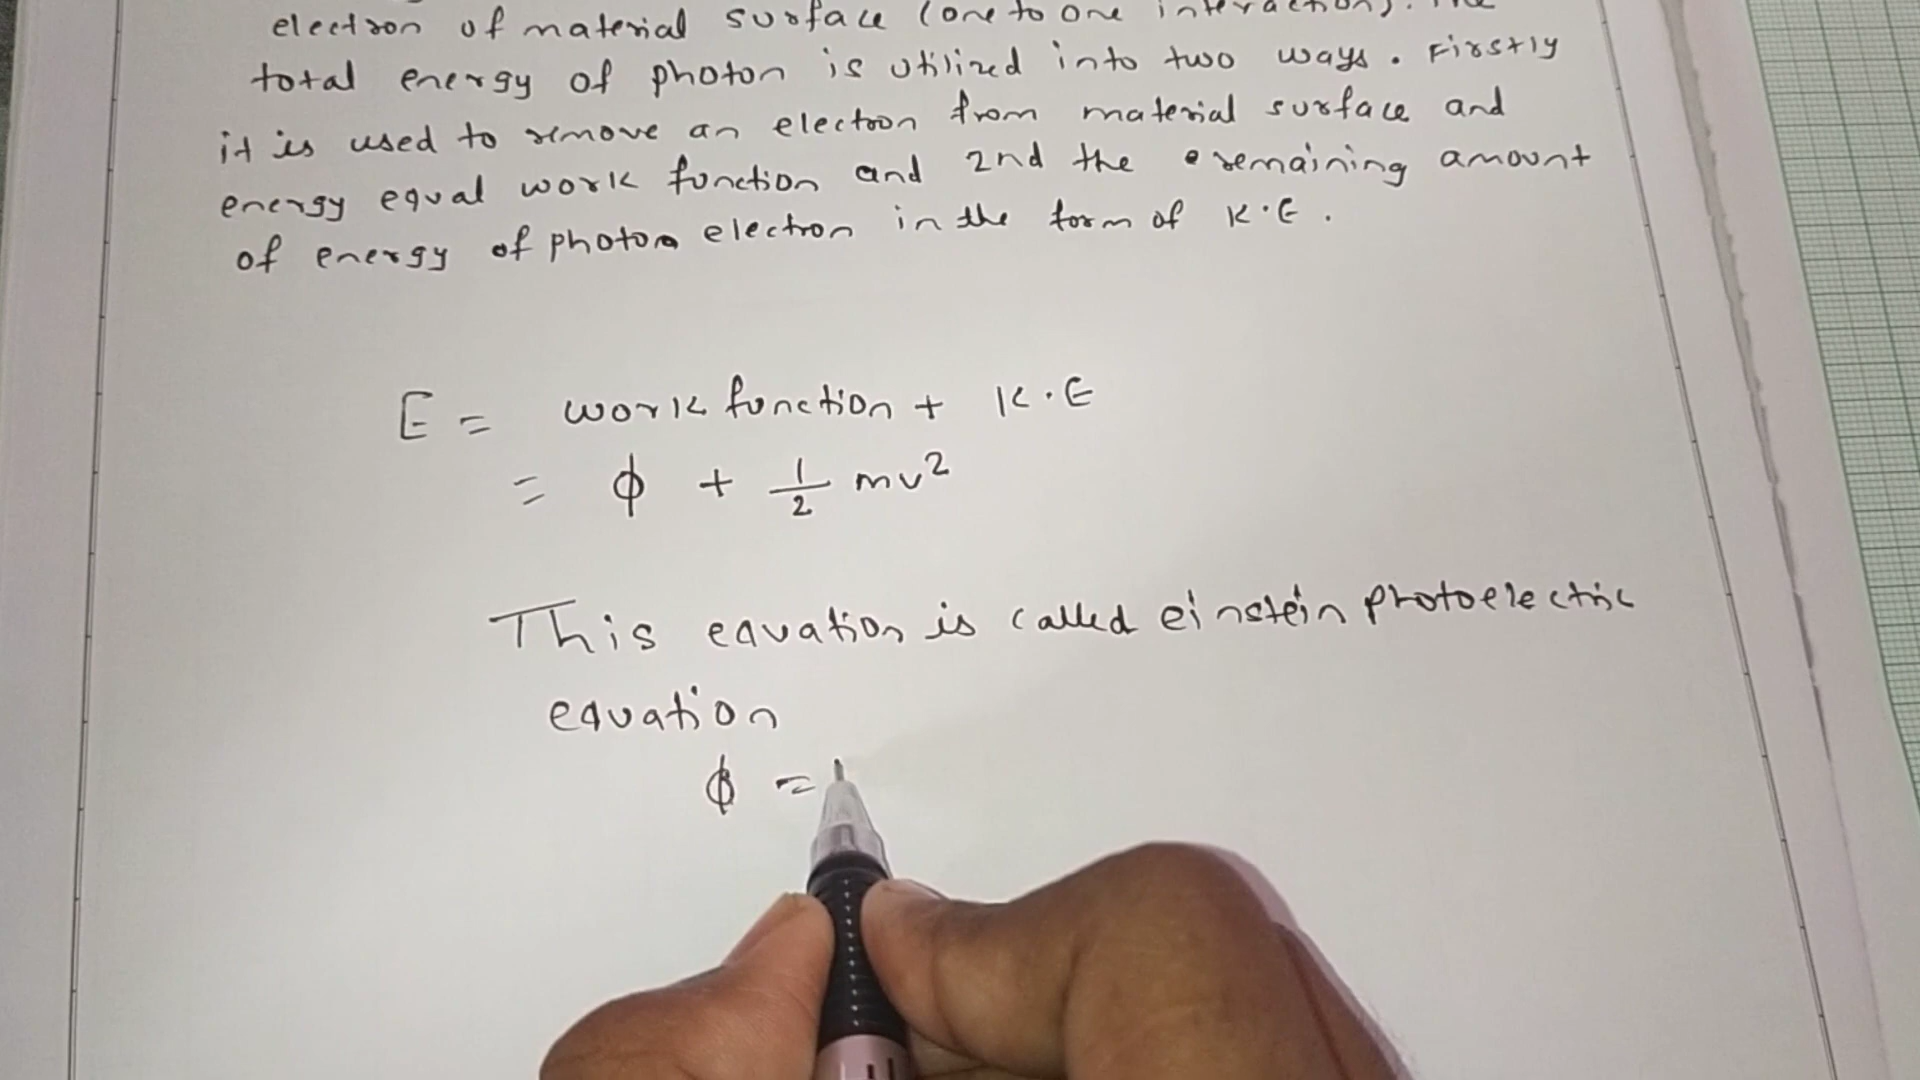 electron of material surface (one to one interaction). The
total energy of photon is utilized into two ways. Firstly
it is used to remove an electron from material surface and
energy equal work function and 2nd the remaining amount
of energy of photo electron in the form of K.E.
E = work function + K.E
= ϕ + 1/2 mv²
This equation is called einstein photoelectric
equation
ϕ =